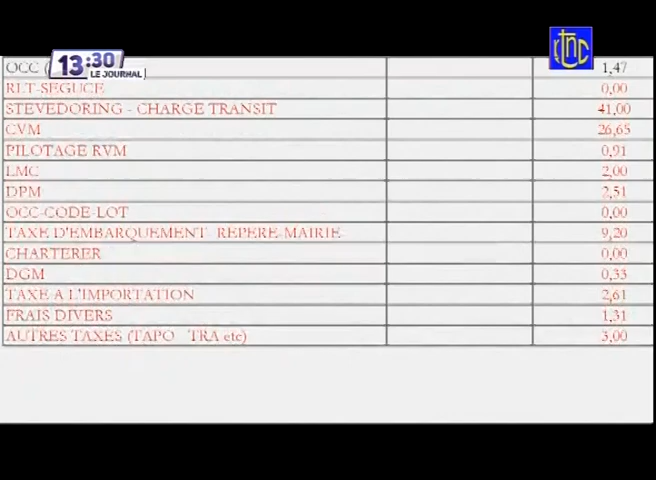 13:30
LE JOURNAL
rtnc
OCC ( 1,47
RLT-SEGUCE 0,00
STEVEDORING - CHARGE TRANSIT 41,00
CVM 26,65
PILOTAGE RVM 0,91
LMC 2,00
DPM 2,51
OCC-CODE-LOT 0,00
TAXE D'EMBARQUEMENT REPERE-MAIRIE 9,20
CHARTERER 0,00
DGM 0,33
TAXE A L'IMPORTATION 2,61
FRAIS DIVERS 1,31
AUTRES TAXES (TAPO TRA etc) 3,00